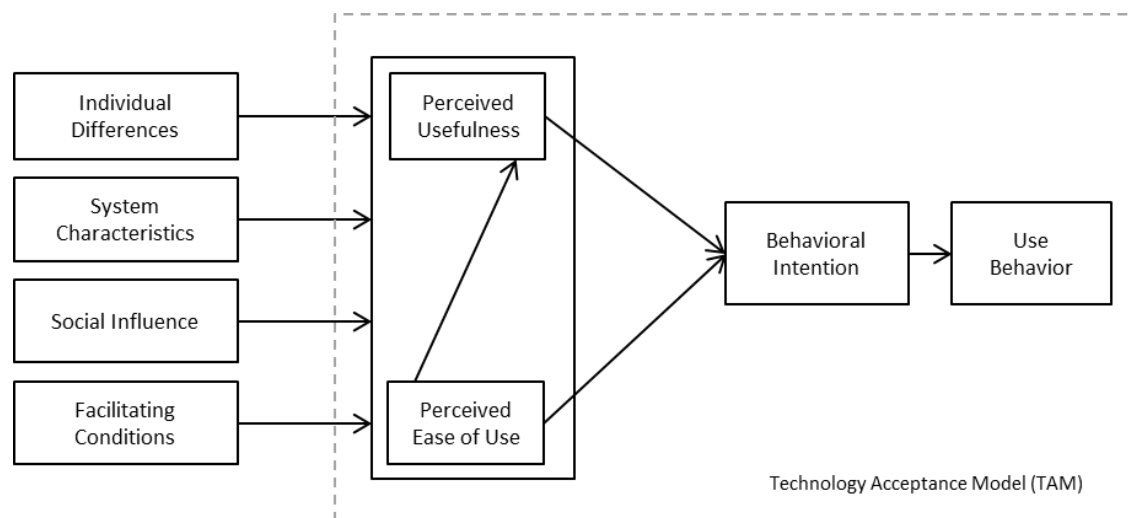 Individual
Differences
System
Characteristics
Social Influence
Facilitating
Conditions
Perceived
Usefulness
Perceived
Ease of Use
Behavioral
Intention
Use
Behavior
Technology Acceptance Model (TAM)